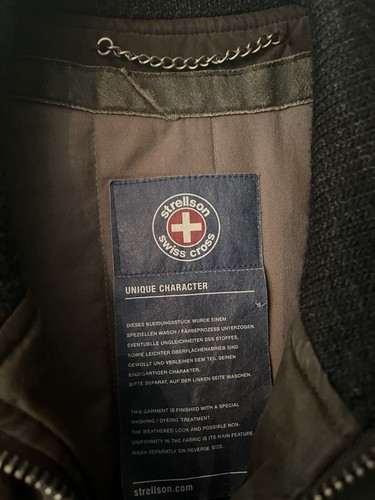 strellson
swiss cross
UNIQUE CHARACTER
DIESES KLEIDUNGSSTÜCK WURDE EINEM
SPEZIELLEN WASCH / FÄRBEPROZESS UNTERZOGEN.
EVENTUELLE UNGLEICHHEITEN DES STOFFES,
SOWIE LEICHTER OBERFLÄCHENABRIEB SIND
GEWOLLT UND VERLEIHEN DEM TEIL SEINEN
EINZIGARTIGEN CHARAKTER.
BITTE SEPARAT, AUF DER LINKEN SEITE WASCHEN.
THIS GARMENT IS FINISHED WITH A SPECIAL
WASHING / DYEING TREATMENT.
THE WEATHERED LOOK AND POSSIBLE NON-
UNIFORMITY IN THE FABRIC IS ITS MAIN FEATURE.
WASH SEPARATLY ON REVERSE SIDE.
strellson.com